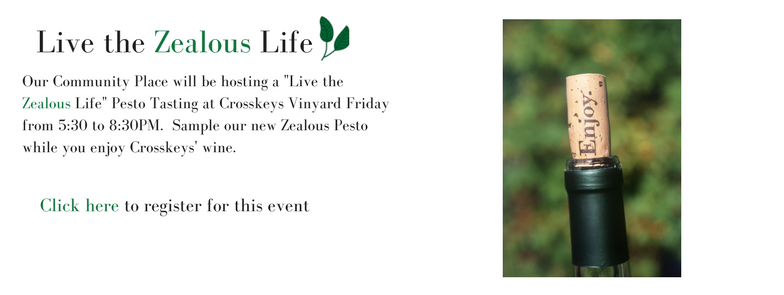 Live the Zealous Life
Our Community Place will be hosting a "Live the
Zealous Life" Pesto Tasting at Crosskeys Vinyard Friday
from 5:30 to 8:30PM. Sample our new Zealous Pesto
while you enjoy Crosskeys' wine.
Click here to register for this event
"Enjoy."